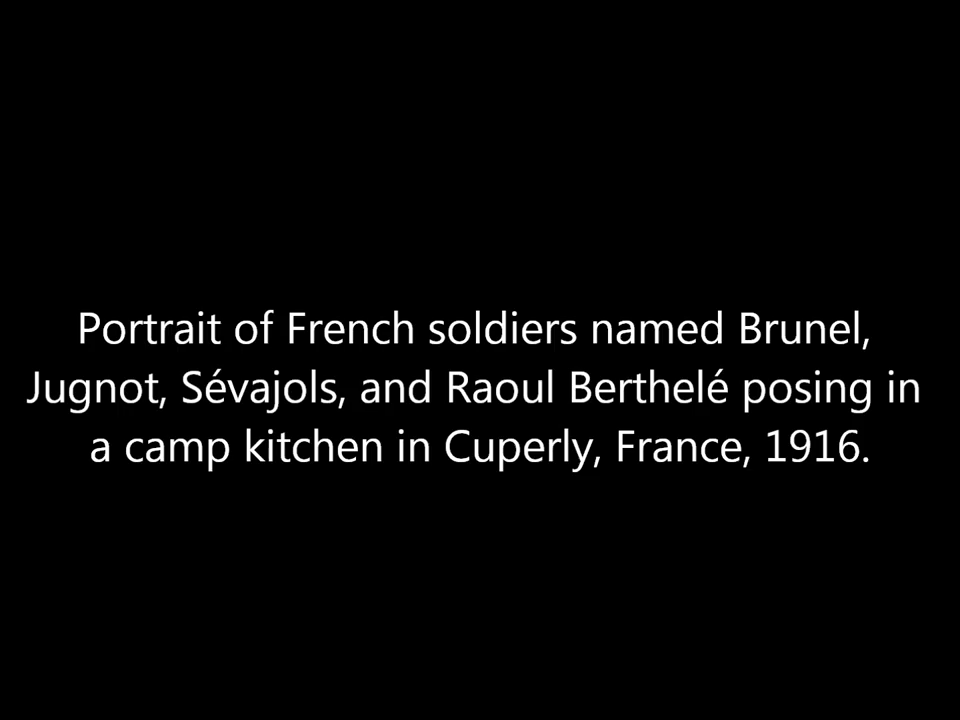 Portrait of French soldiers named Brunel,
Jugnot, Sévajols, and Raoul Berthelé posing in
a camp kitchen in Cuperly, France, 1916.